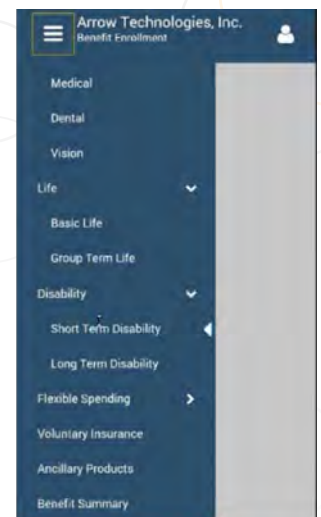 Arrow Technologies, Inc.
Benefit Enrollment
Medical
Dental
Vision
Life
Basic Life
Group Term Life
Disability
Short Term Disability
Long Term Disability
Flexible Spending
Voluntary Insurance
Ancillary Products
Benefit Summary